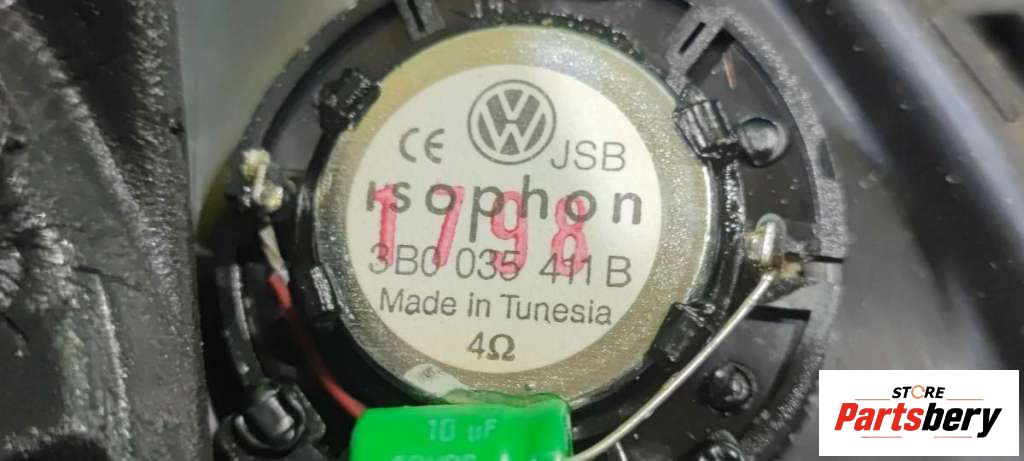 CE JSB
isophon
1798
3B0 035 411 B
Made in Tunesia
4Ω
10 µF
STORE
Partsbery